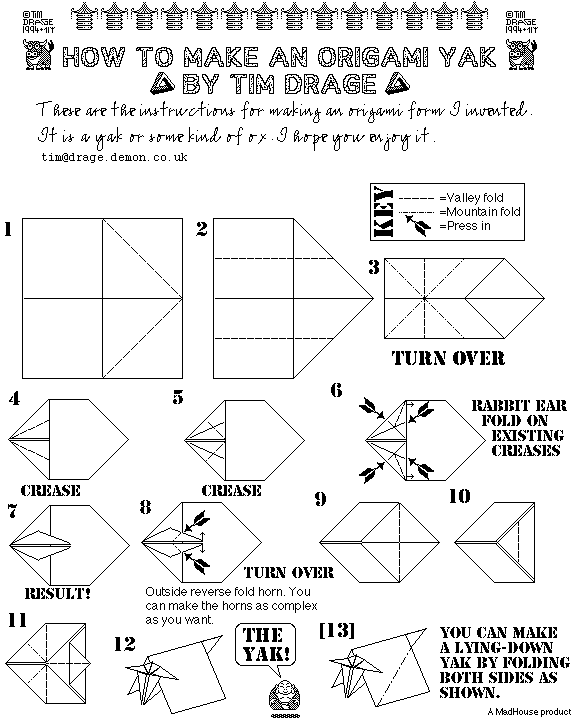 ©TIM
DRAGE
1994+TIY
©TIM
DRAGE
1994+TIY
HOW TO MAKE AN ORIGAMI YAK
BY TIM DRAGE
These are the instructions for making an origami form I invented.
It is a yak or some kind of ox. I hope you enjoy it.
tim@drage.demon.co.uk
KEY
=Valley fold
=Mountain fold
=Press in
1
2
3
TURN OVER
4
CREASE
5
CREASE
6
RABBIT EAR
FOLD ON
EXISTING
CREASES
7
RESULT!
8
TURN OVER
Outside reverse fold horn. You
can make the horns as complex
as you want.
9
10
11
12
THE
YAK!
[13]
YOU CAN MAKE
A LYING-DOWN
YAK BY FOLDING
BOTH SIDES AS
SHOWN.
A MadHouse product